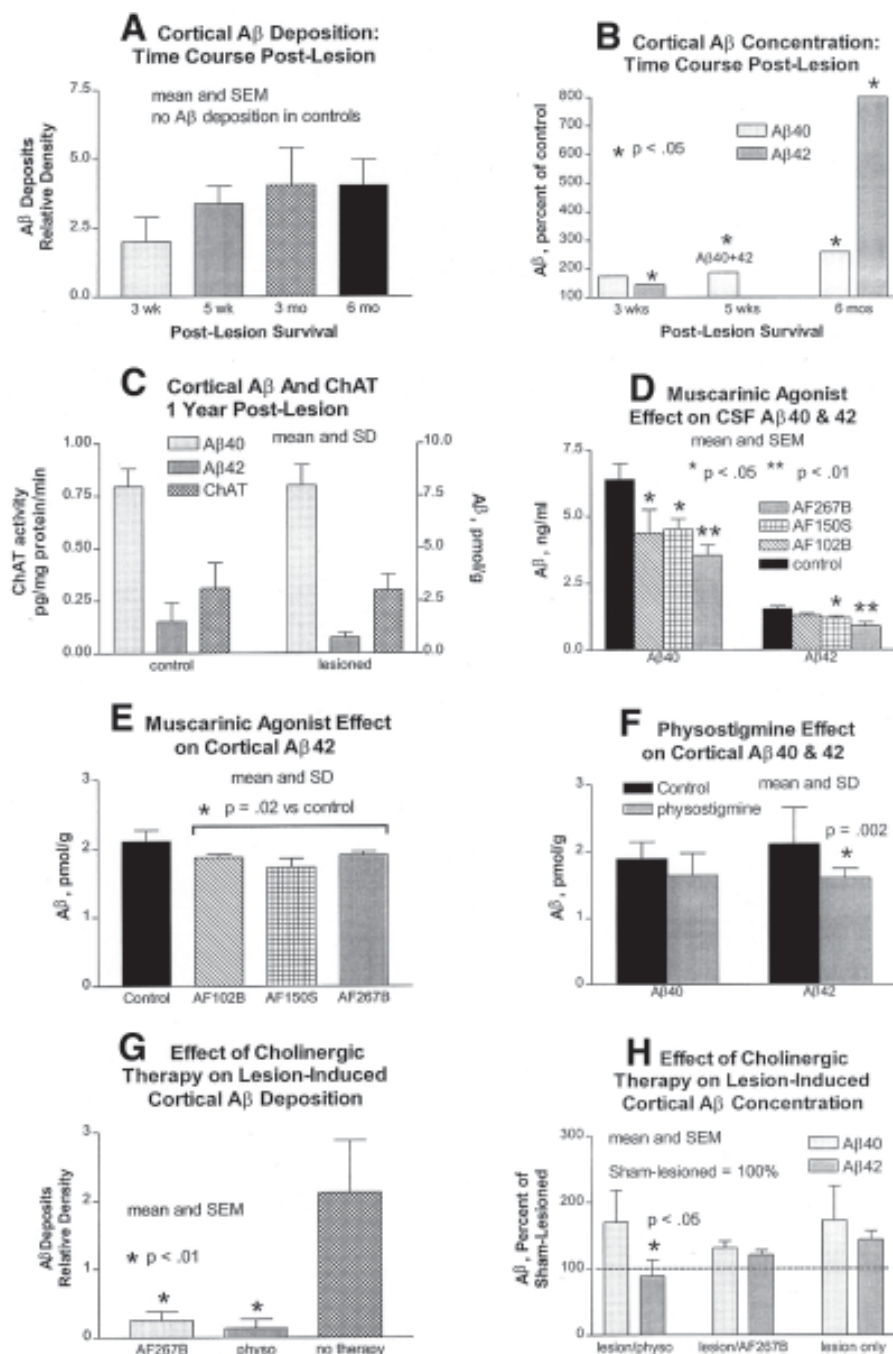 A Cortical Aβ Deposition:
Time Course Post-Lesion
7.5
5.0
2.5
0.0
Aβ Deposits
Relative Density
mean and SEM
no Aβ deposition in controls
3 wk 5 wk 3 mo 6 mo
Post-Lesion Survival
B Cortical Aβ Concentration:
Time Course Post-Lesion
800
700
600
500
400
300
200
100
Aβ, percent of control
* p < .05
Aβ40
Aβ42
*
*
*
Aβ40+42
*
3 wks 5 wks 6 mos
Post-Lesion Survival
C Cortical Aβ And ChAT
1 Year Post-Lesion
1.00
0.75
0.50
0.25
0.00
ChAT activity
pg/mg protein/min
Aβ40
Aβ42
ChAT
mean and SD
10.0
7.5
5.0
2.5
0.0
Aβ, pmol/g
control lesioned
D Muscarinic Agonist
Effect on CSF Aβ40 & 42
7.5
5.0
2.5
0.0
Aβ, ng/ml
mean and SEM
* p < .05 ** p < .01
AF267B
AF150S
AF102B
control
* * **
* **
Aβ40 Aβ42
E Muscarinic Agonist Effect
on Cortical Aβ42
3
2
1
0
Aβ, pmol/g
mean and SD
* p = .02 vs control
Control AF102B AF150S AF267B
F Physostigmine Effect
on Cortical Aβ40 & 42
3
2
1
0
Aβ, pmol/g
Control
physostigmine
mean and SD
p = .002
*
Aβ40 Aβ42
G Effect of Cholinergic
Therapy on Lesion-Induced
Cortical Aβ Deposition
3
2
1
0
Aβ Deposits
Relative Density
mean and SEM
* p < .01
* *
AF267B physo no therapy
H Effect of Cholinergic
Therapy on Lesion-Induced
Cortical Aβ Concentration
300
200
100
0
Aβ, Percent of
Sham-Lesioned
mean and SEM
Sham-lesioned = 100%
Aβ40
Aβ42
p < .05
*
lesion/physo lesion/AF267B lesion only